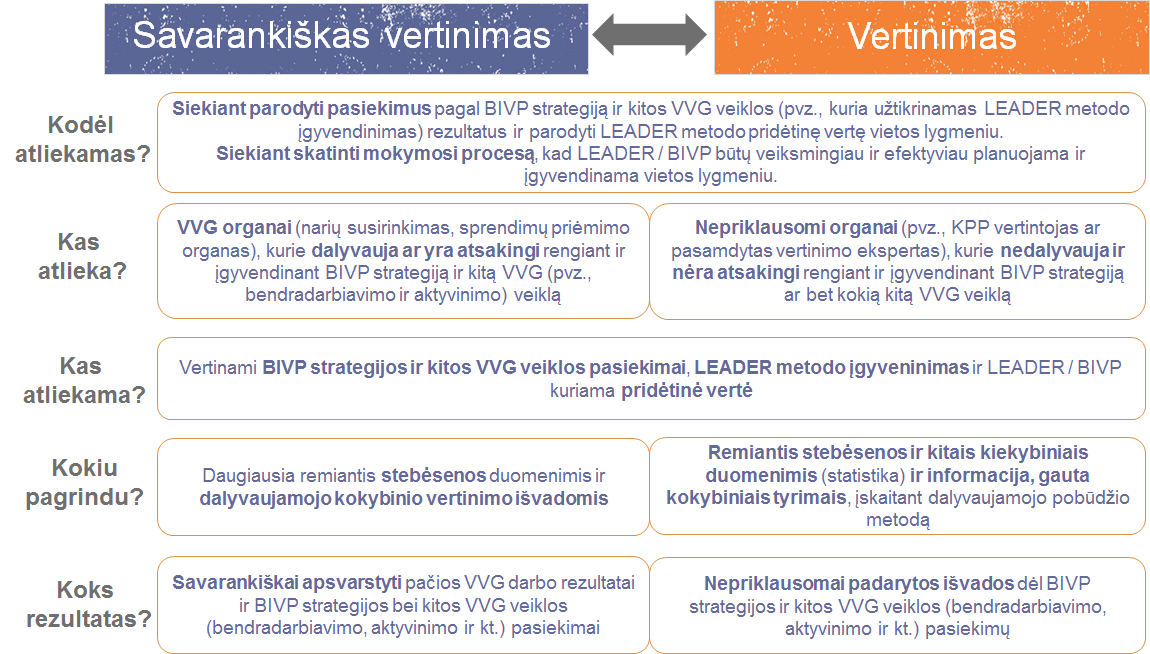 Savarankiškas vertinimas
Vertinimas
Kodėl
atliekamas?
Siekiant parodyti pasiekimus pagal BIVP strategiją ir kitos VVG veiklos (pvz., kuria užtikrinamas LEADER metodo
įgyvendinimas) rezultatus ir parodyti LEADER metodo pridėtinę vertę vietos lygmeniu.
Siekiant skatinti mokymosi procesą, kad LEADER / BIVP būtų veiksmingiau ir efektyviau planuojama ir
įgyvendinama vietos lygmeniu.
Kas
atlieka?
VVG organai (narių susirinkimas, sprendimų priėmimo
organas), kurie dalyvauja ar yra atsakingi rengiant ir
įgyvendinant BIVP strategiją ir kitą VVG (pvz.,
bendradarbiavimo ir aktyvinimo) veiklą
Nepriklausomi organai (pvz., KPP vertintojas ar
pasamdytas vertinimo ekspertas), kurie nedalyvauja ir
nėra atsakingi rengiant ir įgyvendinant BIVP strategiją
ar bet kokią kitą VVG veiklą
Kas
atliekama?
Vertinami BIVP strategijos ir kitos VVG veiklos pasiekimai, LEADER metodo įgyveninimas ir LEADER / BIVP
kuriama pridėtinė vertė
Kokiu
pagrindu?
Daugiausia remiantis stebėsenos duomenimis ir
dalyvaujamojo kokybinio vertinimo išvadomis
Remiantis stebėsenos ir kitais kiekybiniais
duomenimis (statistika) ir informacija, gauta
kokybiniais tyrimais, įskaitant dalyvaujamojo pobūdžio
metodą
Koks
rezultatas?
Savarankiškai apsvarstyti pačios VVG darbo rezultatai
ir BIVP strategijos bei kitos VVG veiklos
(bendradarbiavimo, aktyvinimo ir kt.) pasiekimai
Nepriklausomai padarytos išvados dėl BIVP
strategijos ir kitos VVG veiklos (bendradarbiavimo,
aktyvinimo ir kt.) pasiekimų